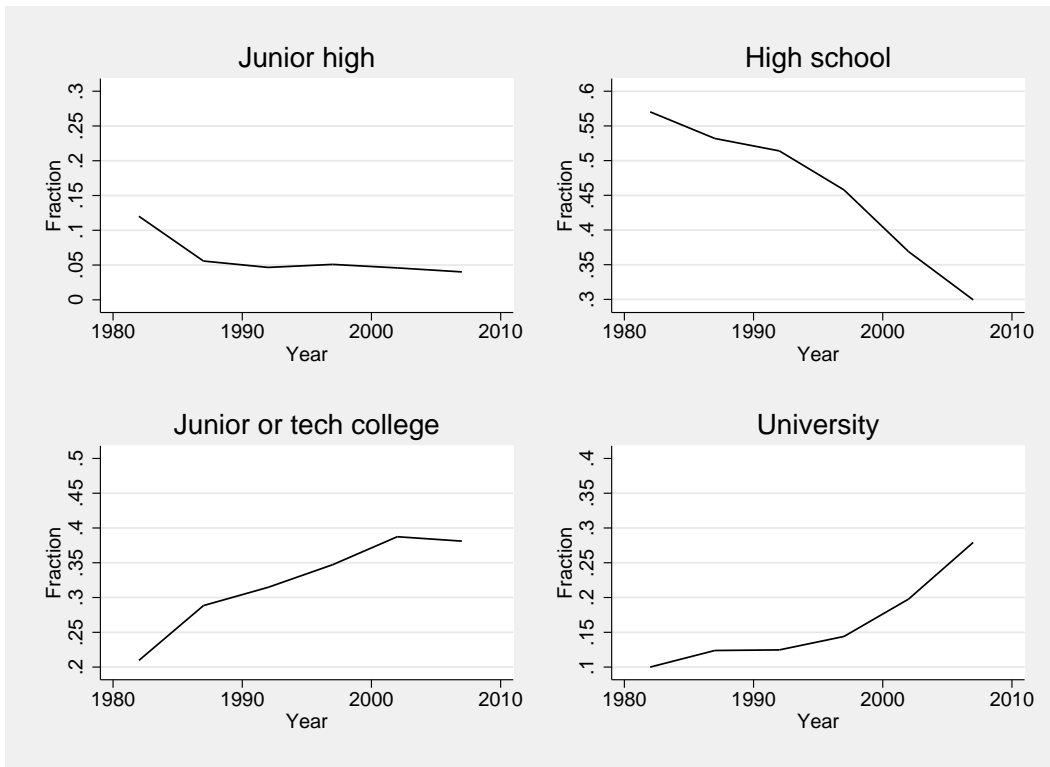 Junior high
Fraction
.3
.25
.2
.15
.1
.05
0
1980 1990 2000 2010
Year
High school
Fraction
.6
.55
.5
.45
.4
.35
.3
1980 1990 2000 2010
Year
Junior or tech college
Fraction
.5
.45
.4
.35
.3
.25
.2
1980 1990 2000 2010
Year
University
Fraction
.4
.35
.3
.25
.2
.15
.1
1980 1990 2000 2010
Year